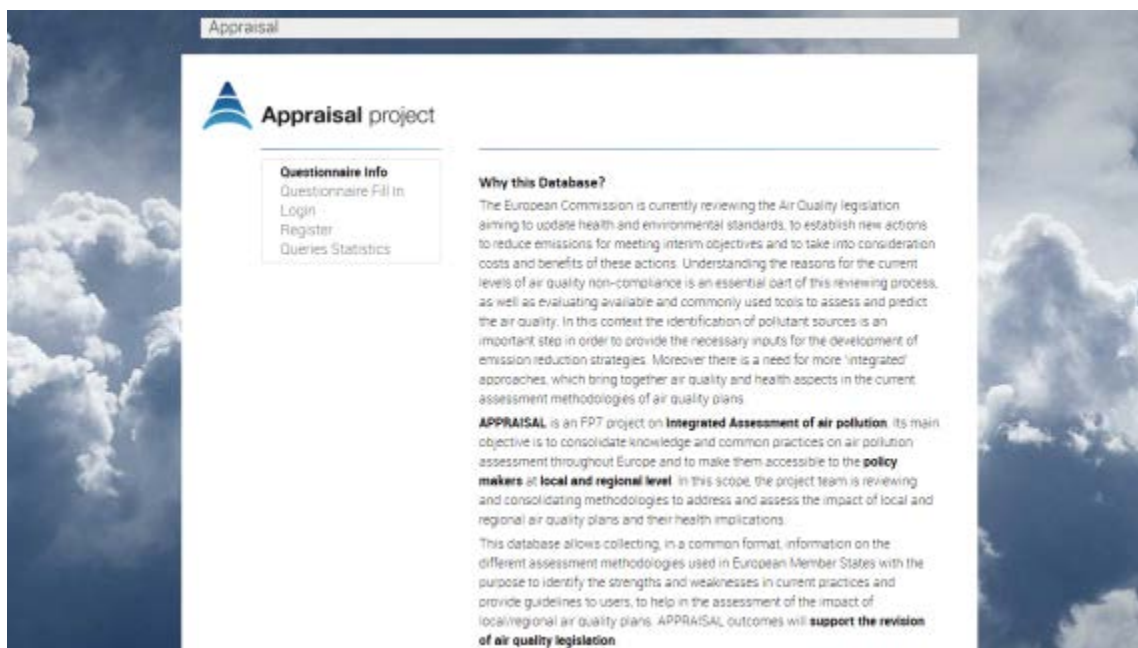 Appraisal
Appraisal project
Questionnaire Info
Questionnaire Fill In
Login
Register
Queries Statistics
Why this Database?
The European Commission is currently reviewing the Air Quality legislation
aiming to update health and environmental standards, to establish new actions
to reduce emissions for meeting interim objectives and to take into consideration
costs and benefits of these actions. Understanding the reasons for the current
levels of air quality non-compliance is an essential part of this reviewing process,
as well as evaluating available and commonly used tools to assess and predict
the air quality. In this context the identification of pollutant sources is an
important step in order to provide the necessary inputs for the development of
emission reduction strategies. Moreover there is a need for more 'integrated'
approaches, which bring together air quality and health aspects in the current
assessment methodologies of air quality plans.
APPRAISAL is an FP7 project on Integrated Assessment of air pollution. Its main
objective is to consolidate knowledge and common practices on air pollution
assessment throughout Europe and to make them accessible to the policy
makers at local and regional level. In this scope, the project team is reviewing
and consolidating methodologies to address and assess the impact of local and
regional air quality plans and their health implications.
This database allows collecting, in a common format, information on the
different assessment methodologies used in European Member States with the
purpose to identify the strengths and weaknesses in current practices and
provide guidelines to users, to help in the assessment of the impact of
local/regional air quality plans. APPRAISAL outcomes will support the revision
of air quality legislation.